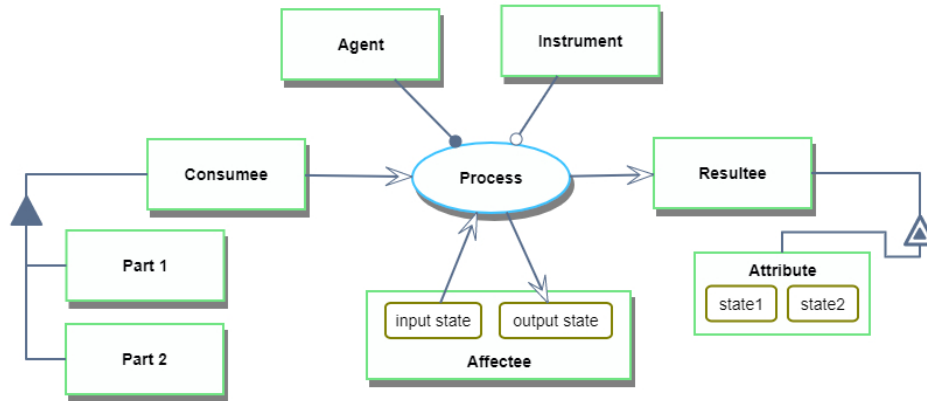 Agent
Instrument
Consumee
Process
Resultee
Part 1
Part 2
input state
output state
Affectee
Attribute
state1
state2